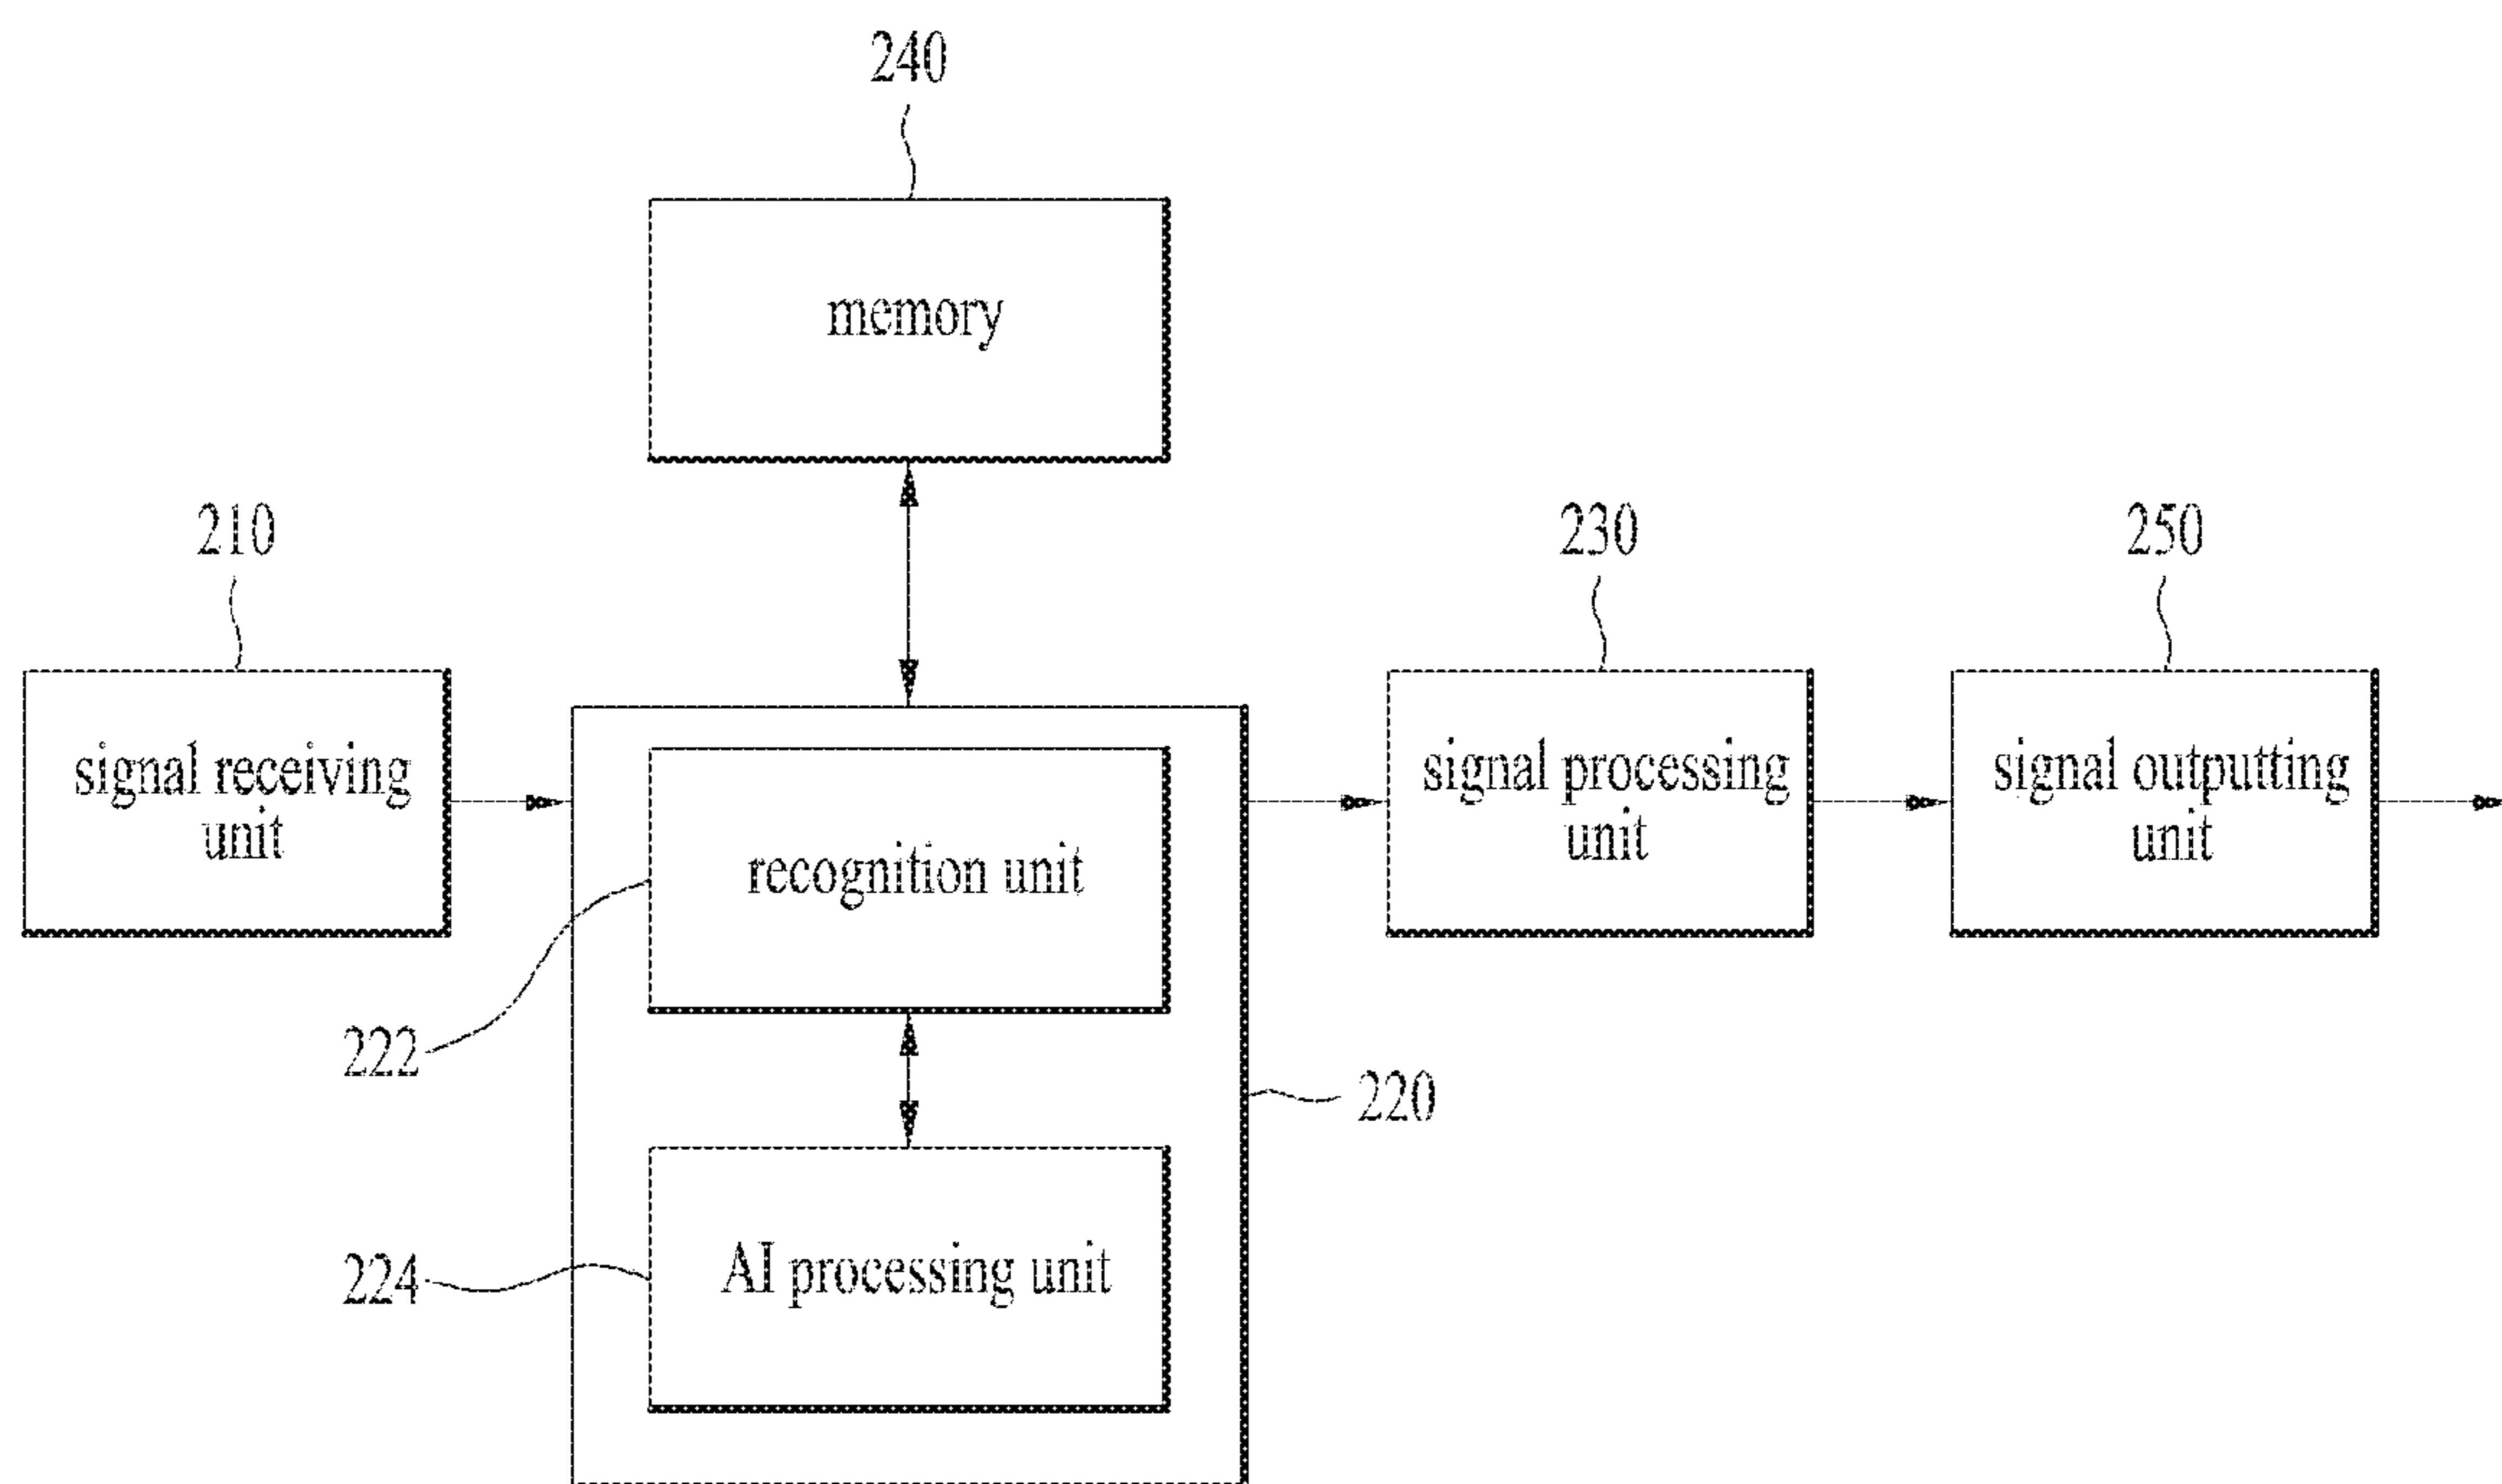 240
memory
210
230
250
signal receiving
unit
signal processing
unit
signal outputting
unit
recognition unit
222
220
224
AI processing unit